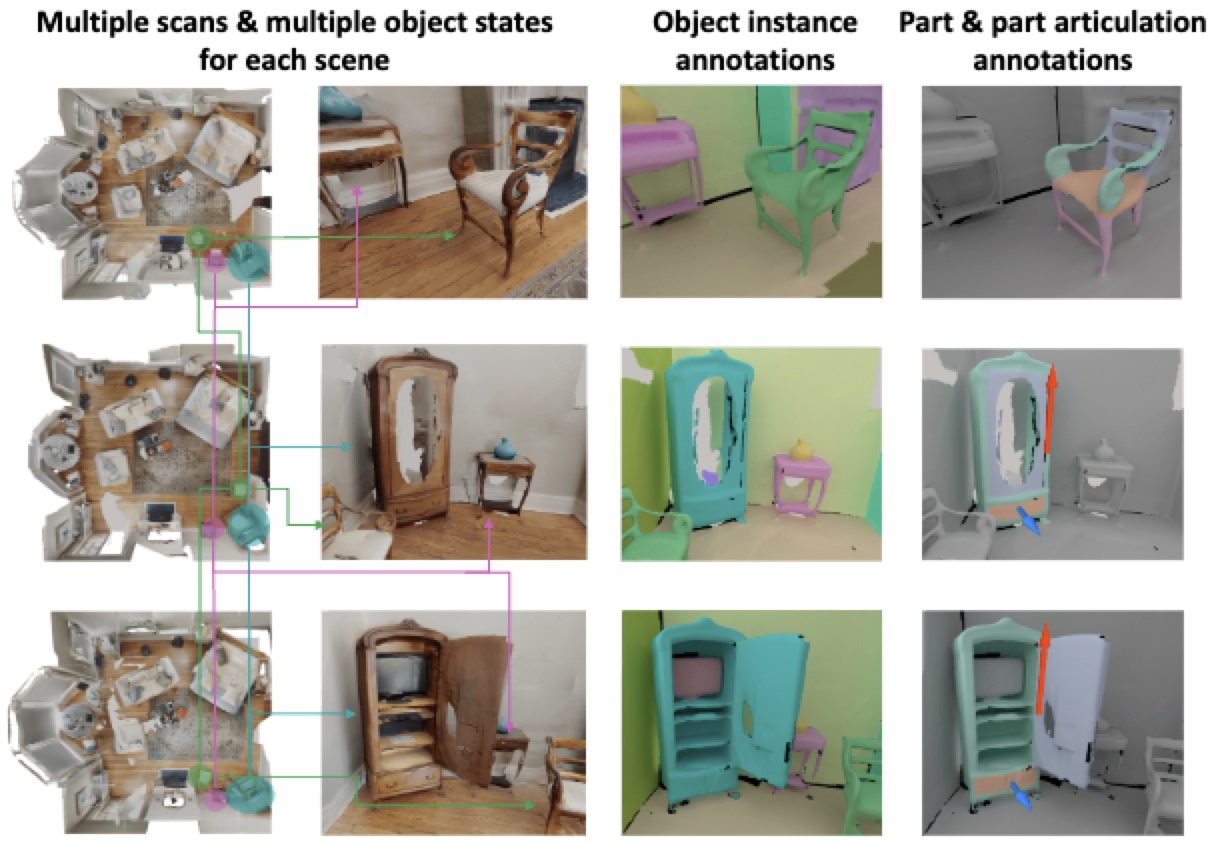 Multiple scans & multiple object states
for each scene
Object instance
annotations
Part & part articulation
annotations